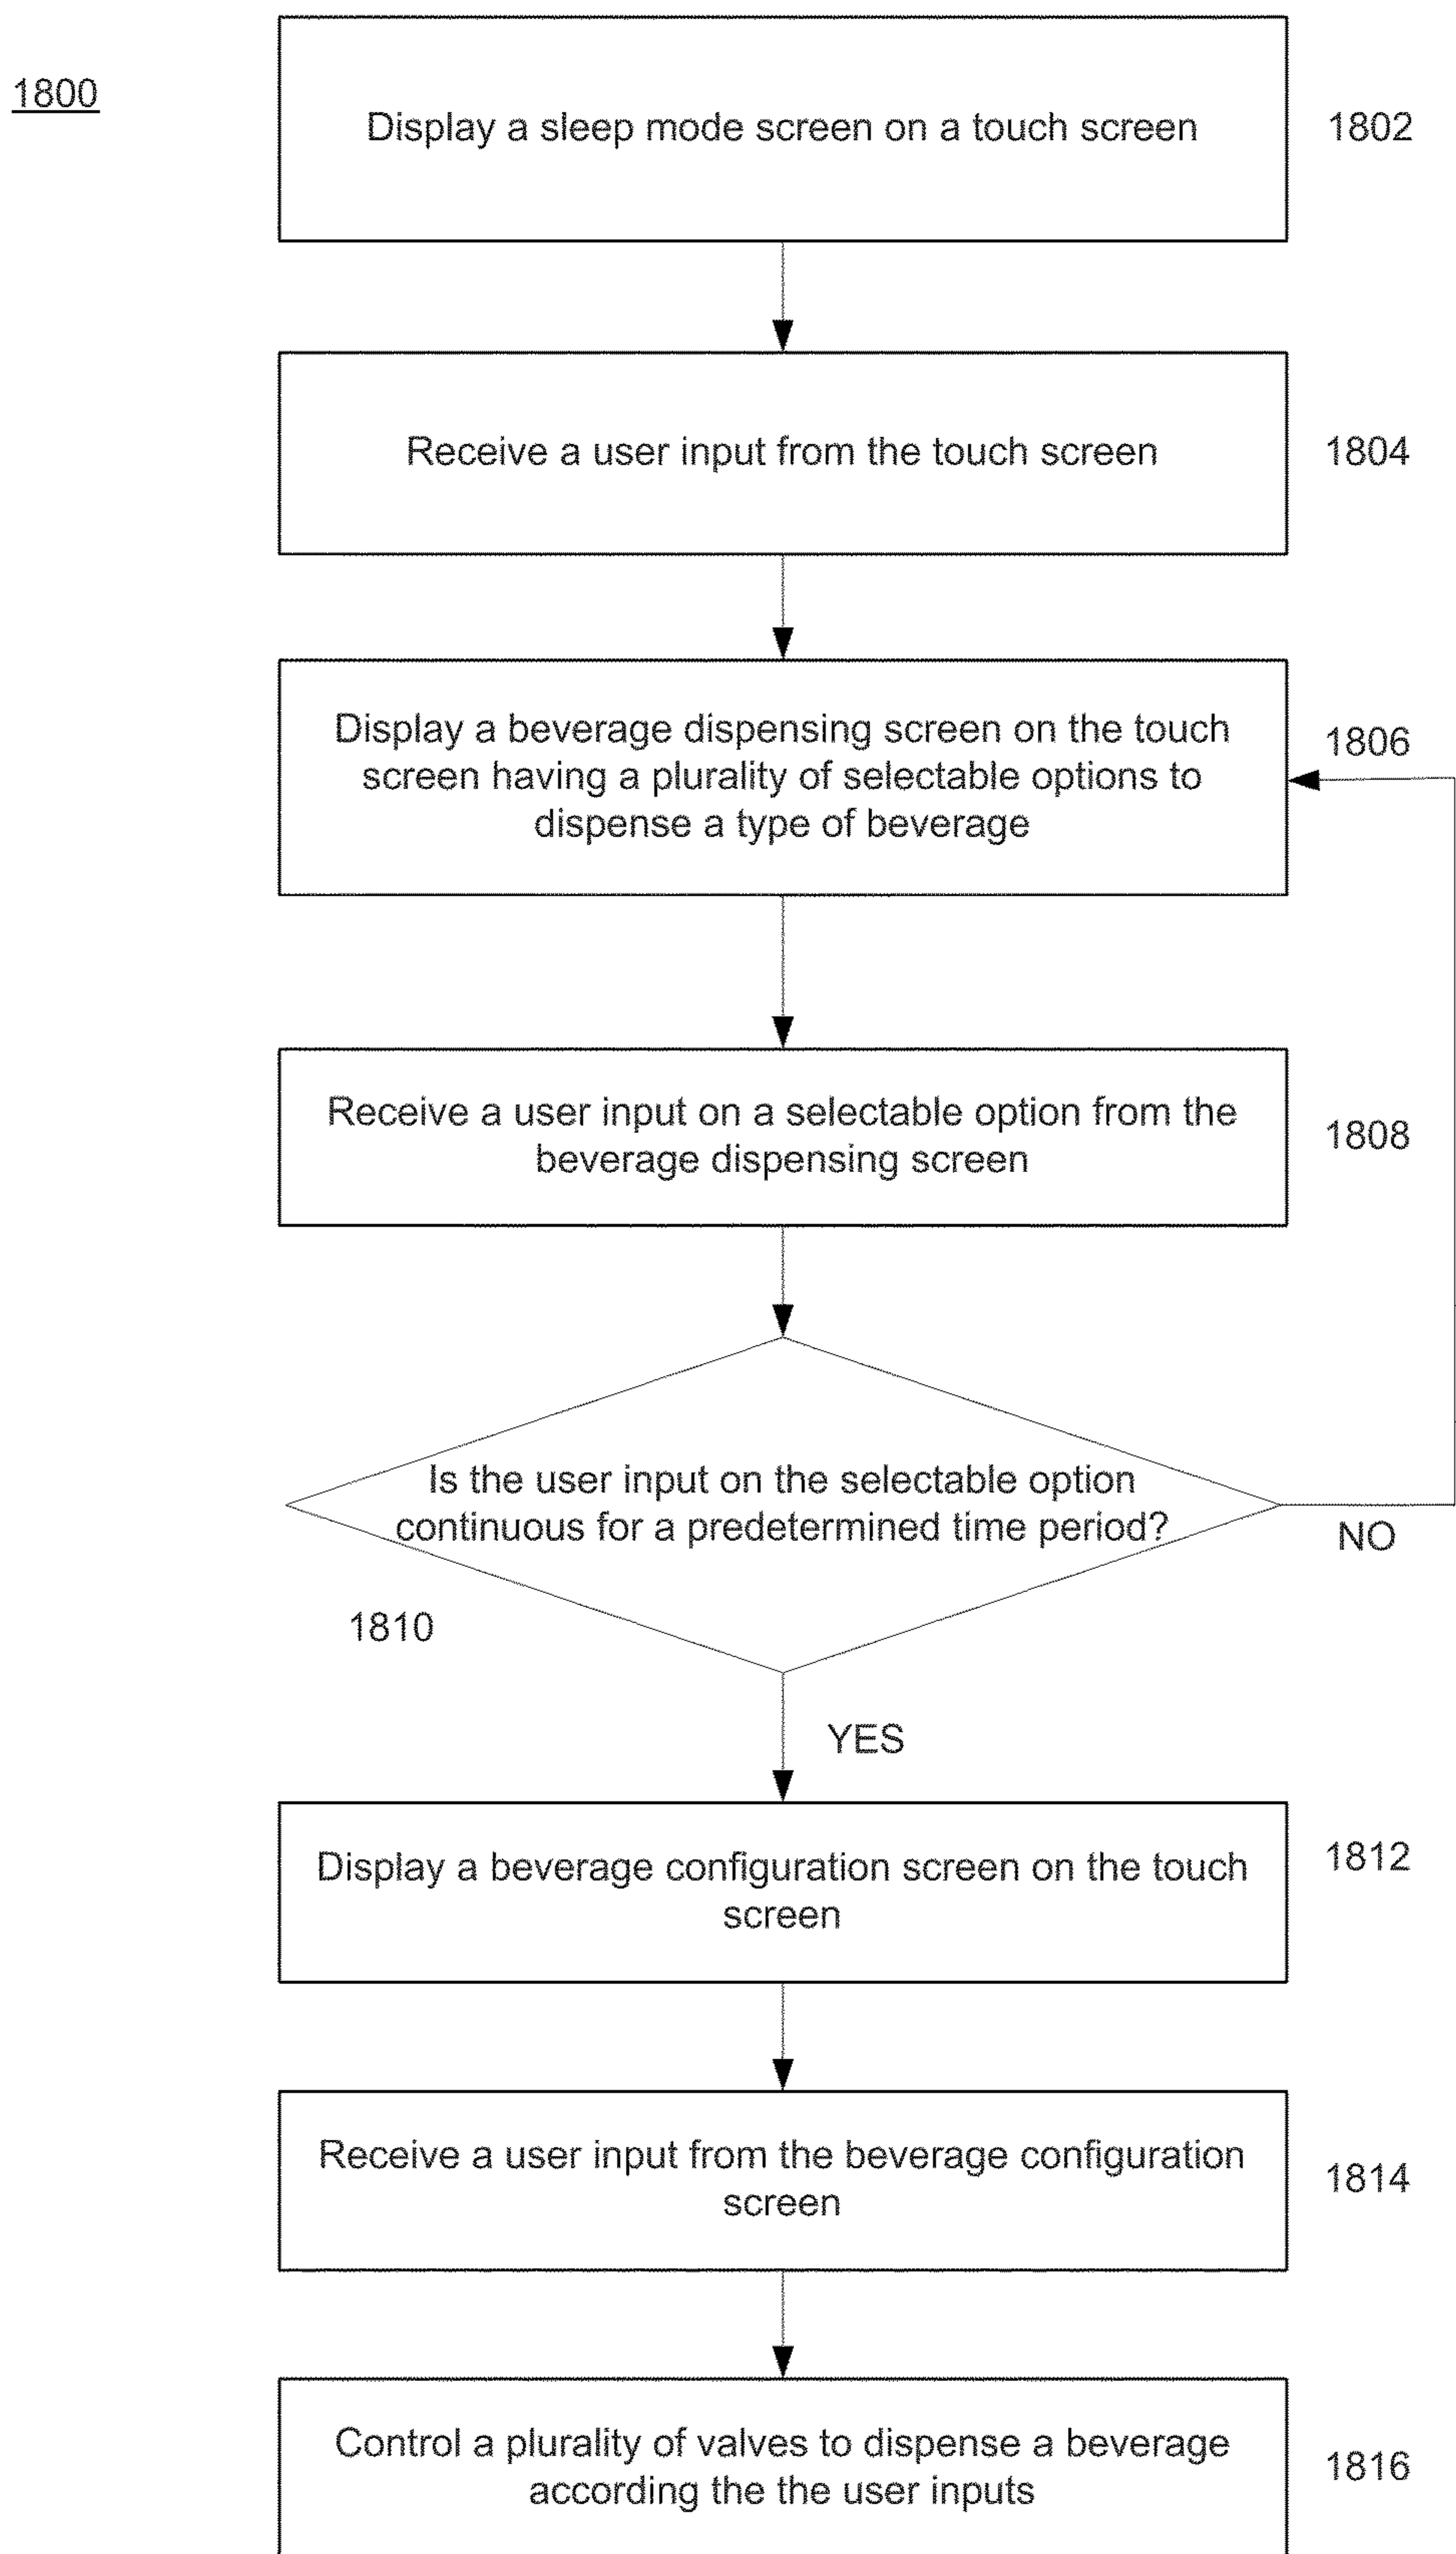 1800
Display a sleep mode screen on a touch screen
1802
Receive a user input from the touch screen
1804
Display a beverage dispensing screen on the touch
screen having a plurality of selectable options to
dispense a type of beverage
1806
Receive a user input on a selectable option from the
beverage dispensing screen
1808
Is the user input on the selectable option
continuous for a predetermined time period?
NO
1810
YES
Display a beverage configuration screen on the touch
screen
1812
Receive a user input from the beverage configuration
screen
1814
Control a plurality of valves to dispense a beverage
according the the user inputs
1816